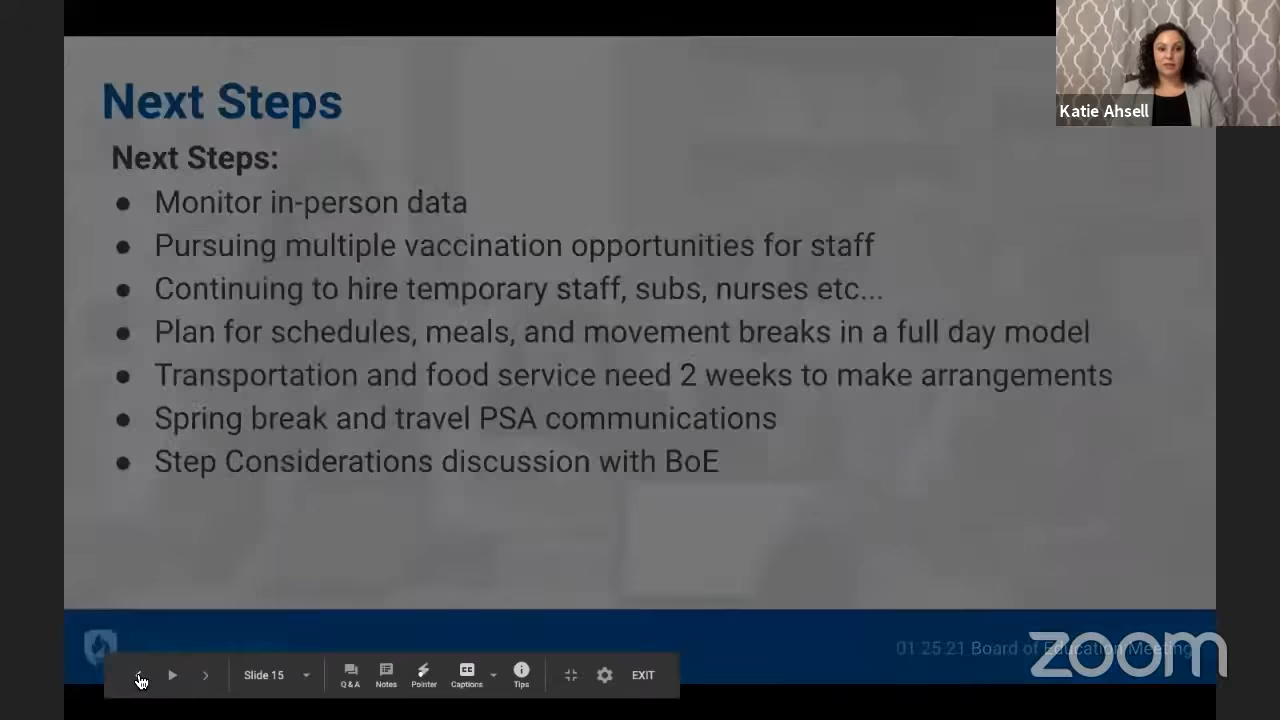 Next Steps
Katie Ahsell
Next Steps:
Monitor in-person data
Pursuing multiple vaccination opportunities for staff
Continuing to hire temporary staff, subs, nurses etc...
Plan for schedules, meals, and movement breaks in a full day model
Transportation and food service need 2 weeks to make arrangements
Spring break and travel PSA communications
Step Considerations discussion with BoE
01.25.21 Board of Education Meeting
zoom
Slide 15
Q & A
Notes
Pointer
CC
Captions
Tips
EXIT